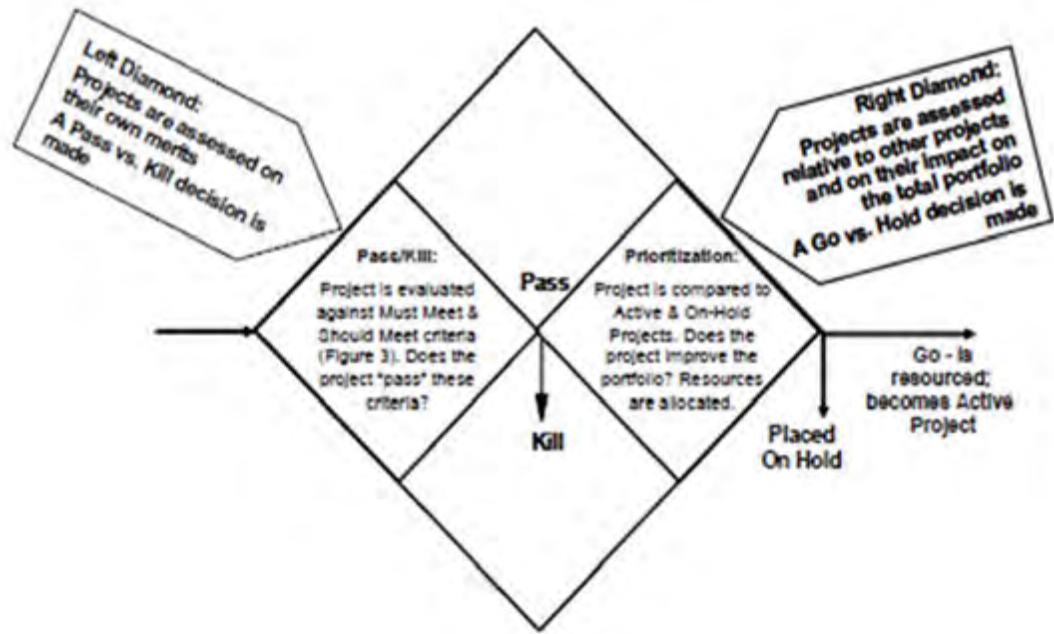 Left Diamond:
Projects are assessed on
their own merits
A Pass vs. Kill decision is
made
Right Diamond:
Projects are assessed
relative to other projects
and on their impact on
the total portfolio
A Go vs. Hold decision is
made
Pass/Kill:
Project is evaluated
against Must Meet &
Should Meet criteria
(Figure 3). Does the
project "pass" these
criteria?
Pass
Kill
Prioritization:
Project is compared to
Active & On-Hold
Projects. Does the
project improve the
portfolio? Resources
are allocated.
Placed
On Hold
Go - is
resourced;
becomes Active
Project